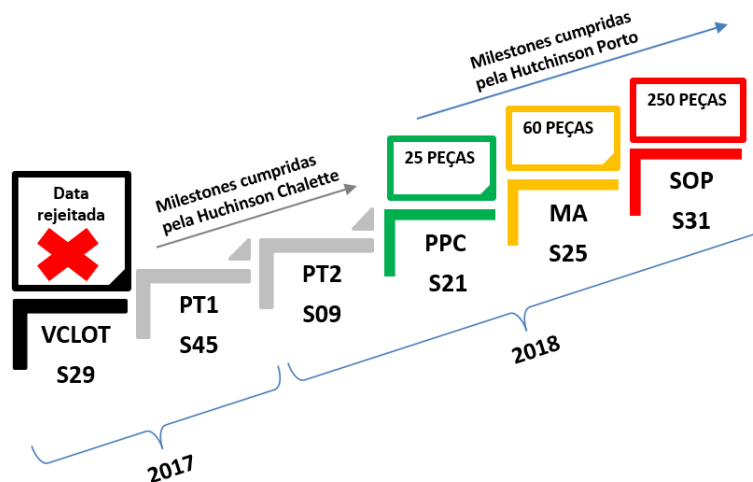 Milestones cumpridas
pela Hutchinson Porto
250 PEÇAS
60 PEÇAS
25 PEÇAS
Milestones cumpridas
pela Huchinson Chalette
Data
rejeitada
VCLOT
S29
PT1
S45
PT2
S09
PPC
S21
MA
S25
SOP
S31
2017
2018